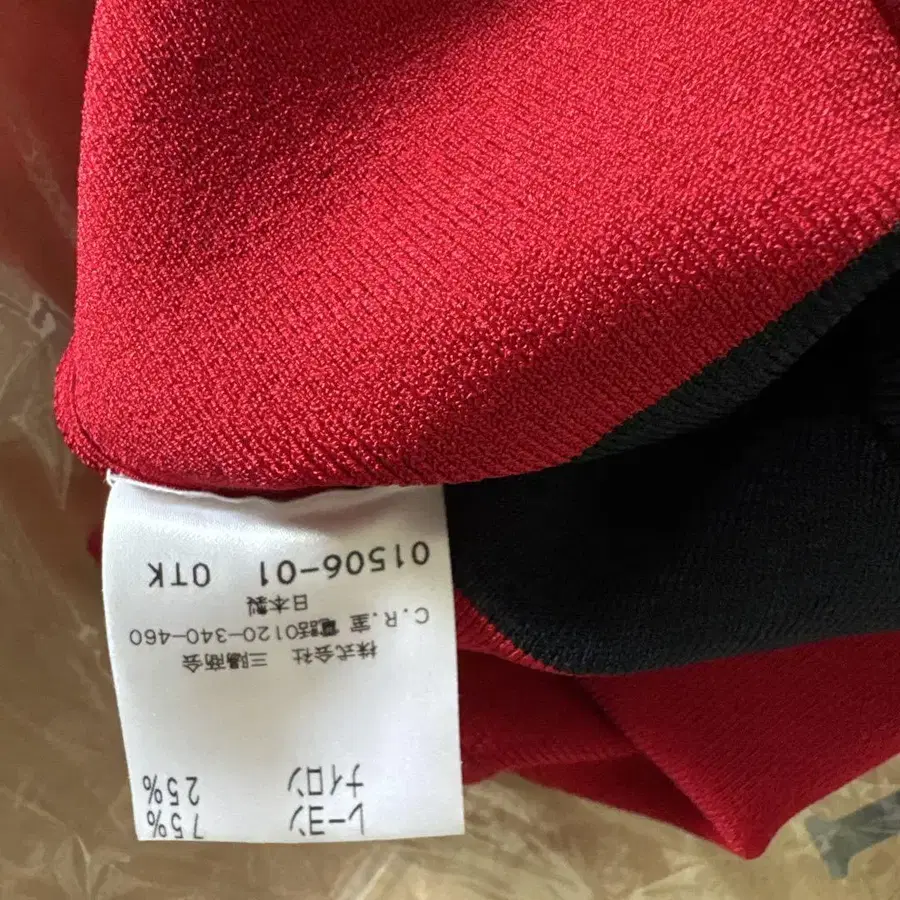 レーヨン 75%
ナイロン 25%
株式会社 三陽商会
C.R.室 電話0120-340-460
日本製
01506-01 0TK